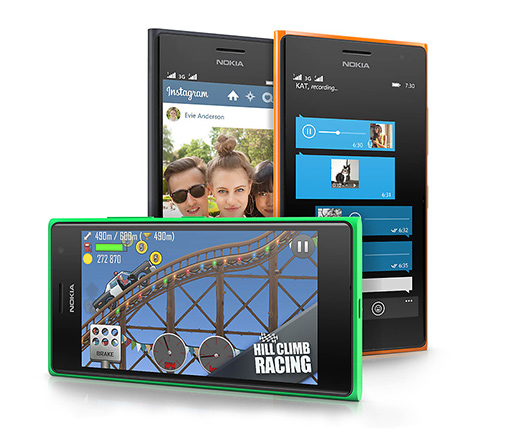 NOKIA
3G
Instagram
Evie Anderson
NOKIA
3G
7:30
KAT, recording...
6:30
6:31
6:32
6:35
NOKIA
490m / 600m ( 490m)
272 870
BRAKE
HILL CLIMB
RACING